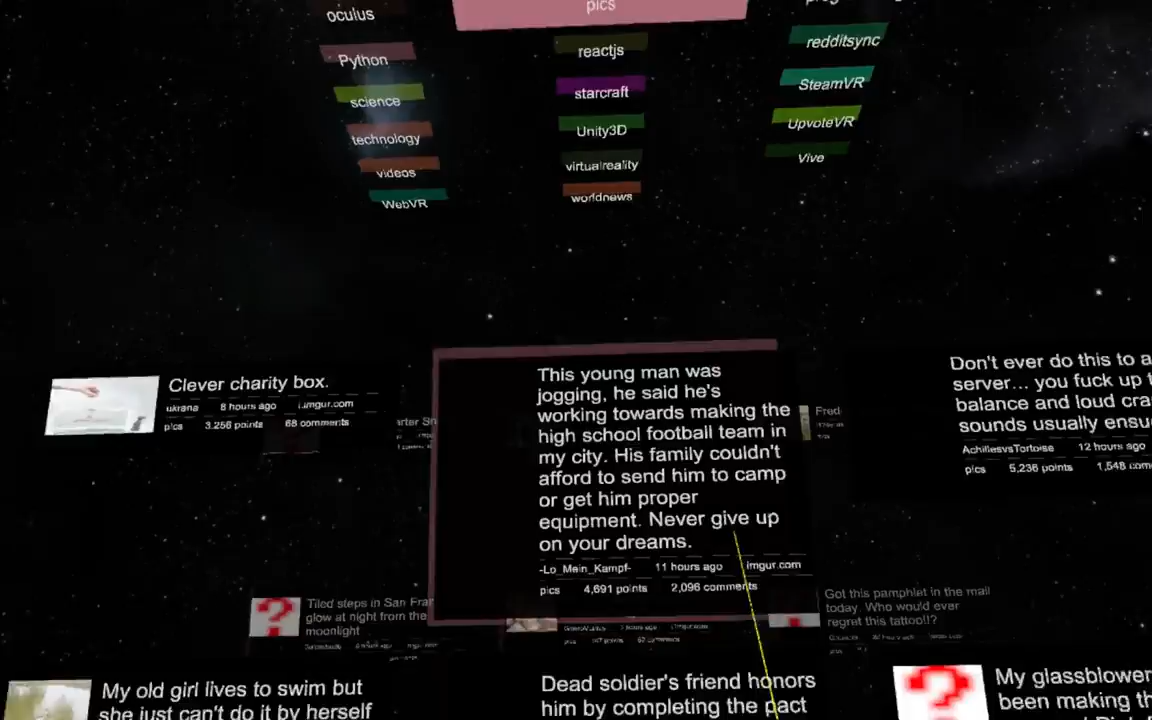 pics
oculus
Python
science
technology
videos
WebVR
reactjs
starcraft
Unity3D
virtualreality
worldnews
redditsync
SteamVR
UpvoteVR
Vive
Clever charity box.
ukrana 8 hours ago i.imgur.com
pics 3,256 points 68 comments
This young man was
jogging, he said he's
working towards making the
high school football team in
my city. His family couldn't
afford to send him to camp
or get him proper
equipment. Never give up
on your dreams.
-Lo_Mein_Kampf- 11 hours ago imgur.com
pics 4,691 points 2,096 comments
Fred
Don't ever do this to a
server... you fuck up t
balance and loud cra
sounds usually ensu
AchillesvsTortoise 12 hours ago
pics 5,236 points 1,548 com
Tiled steps in San Fra
glow at night from the
moonlight
Got this pamphlet in the mail
today. Who would ever
regret this tattoo!!?
My old girl lives to swim but
she just can't do it by herself
Dead soldier's friend honors
him by completing the pact
My glassblower
been making th